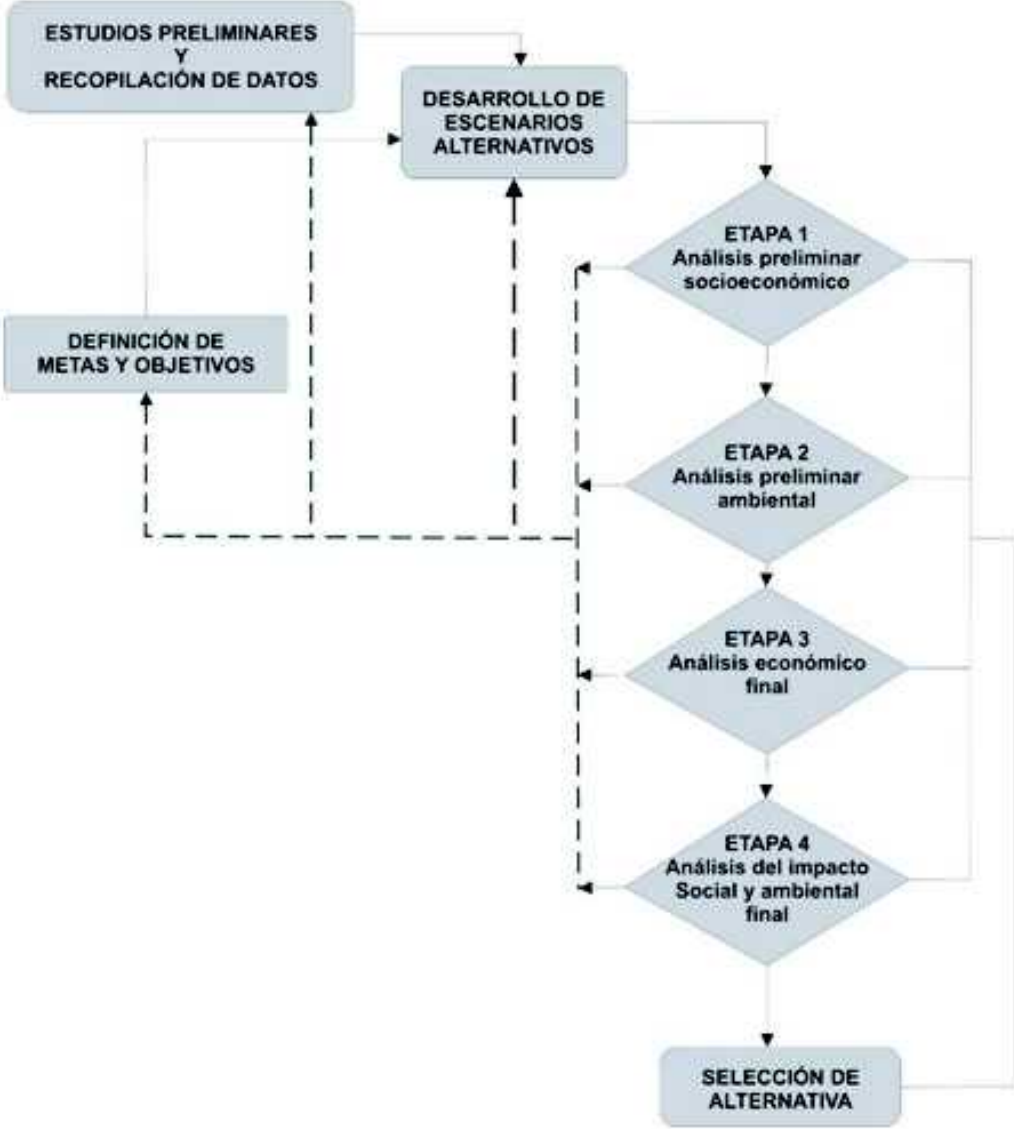 ESTUDIOS PRELIMINARES
Y
RECOPILACIÓN DE DATOS
DESARROLLO DE
ESCENARIOS
ALTERNATIVOS
ETAPA 1
Análisis preliminar
socioeconómico
DEFINICIÓN DE
METAS Y OBJETIVOS
ETAPA 2
Análisis preliminar
ambiental
ETAPA 3
Análisis económico
final
ETAPA 4
Análisis del impacto
Social y ambiental
final
SELECCIÓN DE
ALTERNATIVA